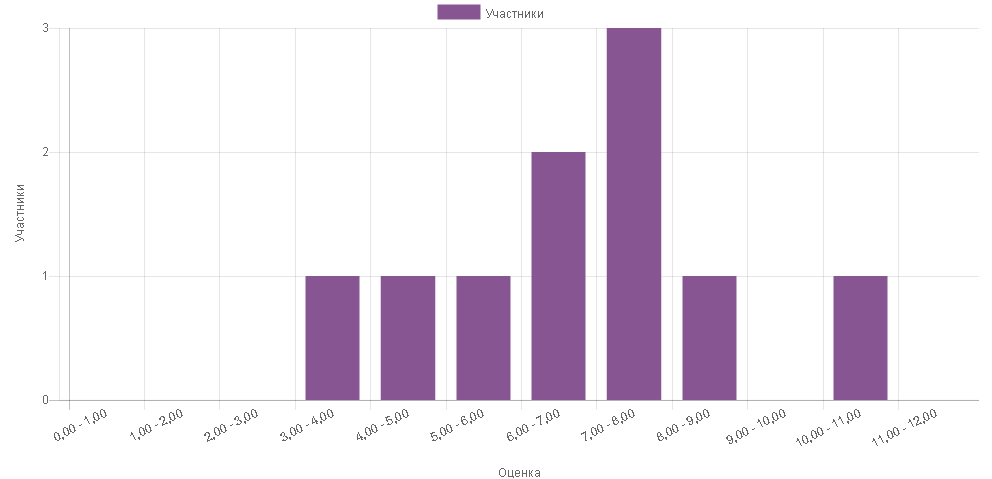 Участники
3
2
1
0
Участники
0,00 - 1,00
1,00 - 2,00
2,00 - 3,00
3,00 - 4,00
4,00 - 5,00
5,00 - 6,00
6,00 - 7,00
7,00 - 8,00
8,00 - 9,00
9,00 - 10,00
10,00 - 11,00
11,00 - 12,00
Оценка